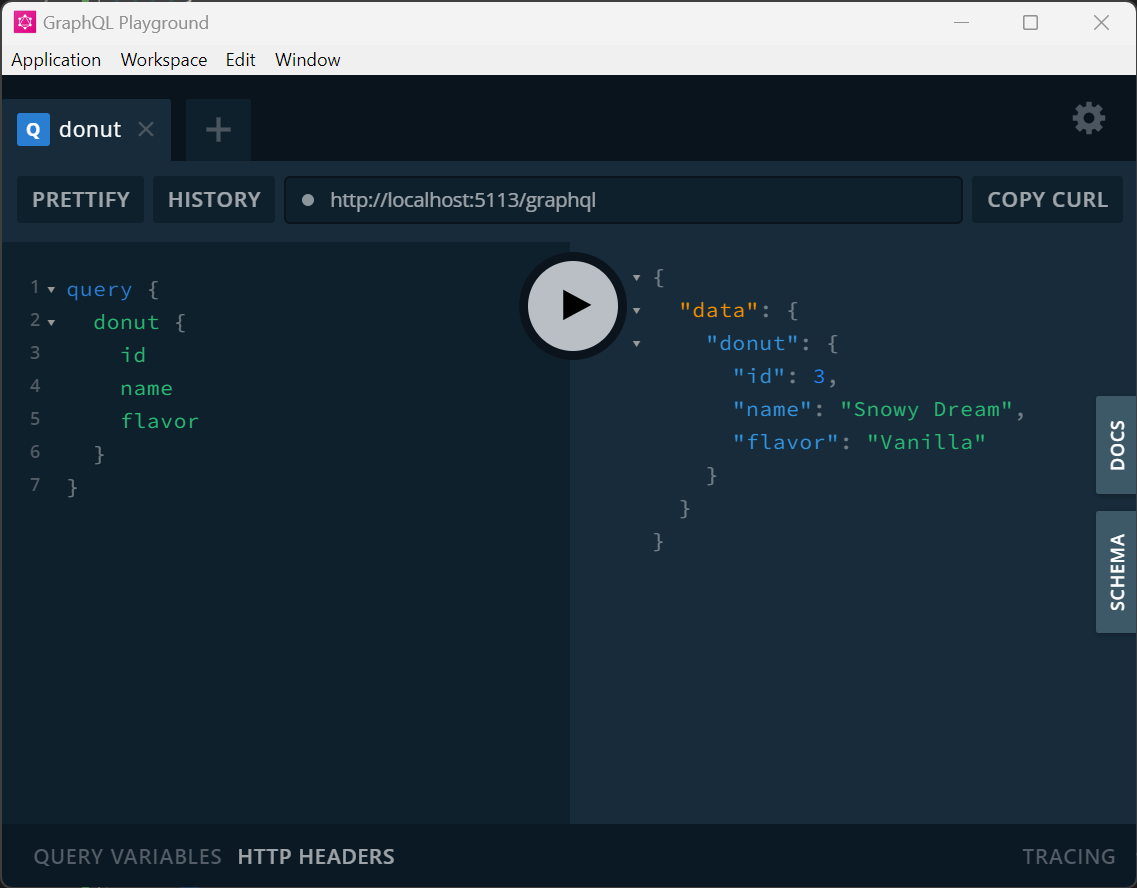 GraphQL Playground
Application Workspace Edit Window
Q donut
PRETTIFY HISTORY http://localhost:5113/graphql COPY CURL
1 query {
2 donut {
3 id
4 name
5 flavor
6 }
7 }
{
"data": {
"donut": {
"id": 3,
"name": "Snowy Dream",
"flavor": "Vanilla"
}
}
}
DOCS
SCHEMA
QUERY VARIABLES HTTP HEADERS TRACING